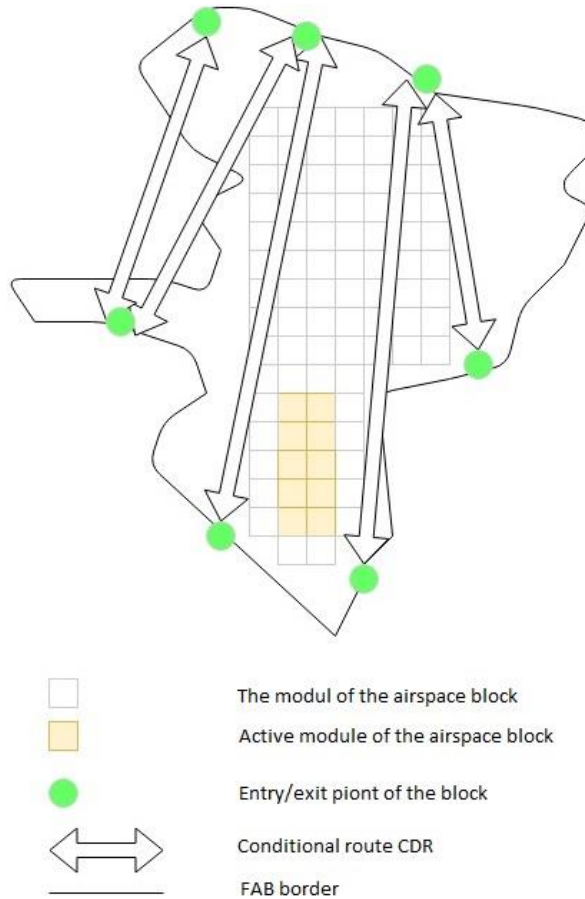 The modul of the airspace block
Active module of the airspace block
Entry/exit piont of the block
Conditional route CDR
FAB border